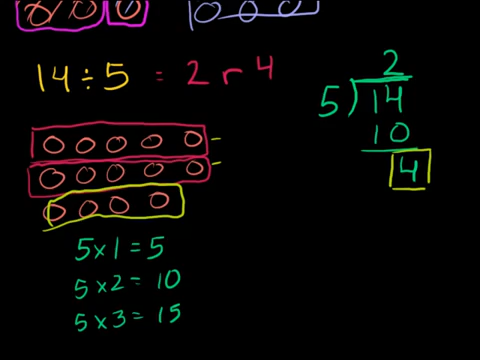 14 ÷ 5 = 2 r 4
2
5 ) 14
10
4
5 x 1 = 5
5 x 2 = 10
5 x 3 = 15